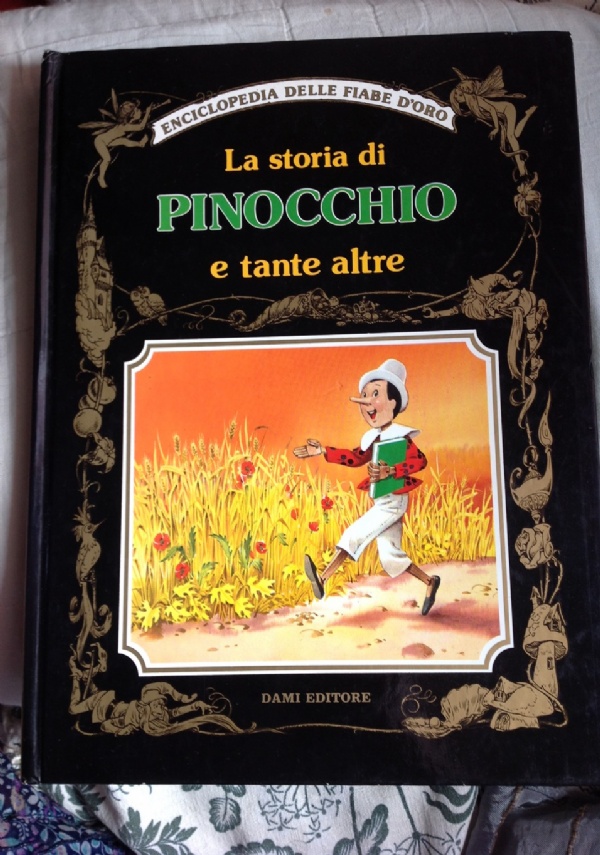 ENCICLOPEDIA DELLE FIABE D'ORO
La storia di
PINOCCHIO
e tante altre
DAMI EDITORE